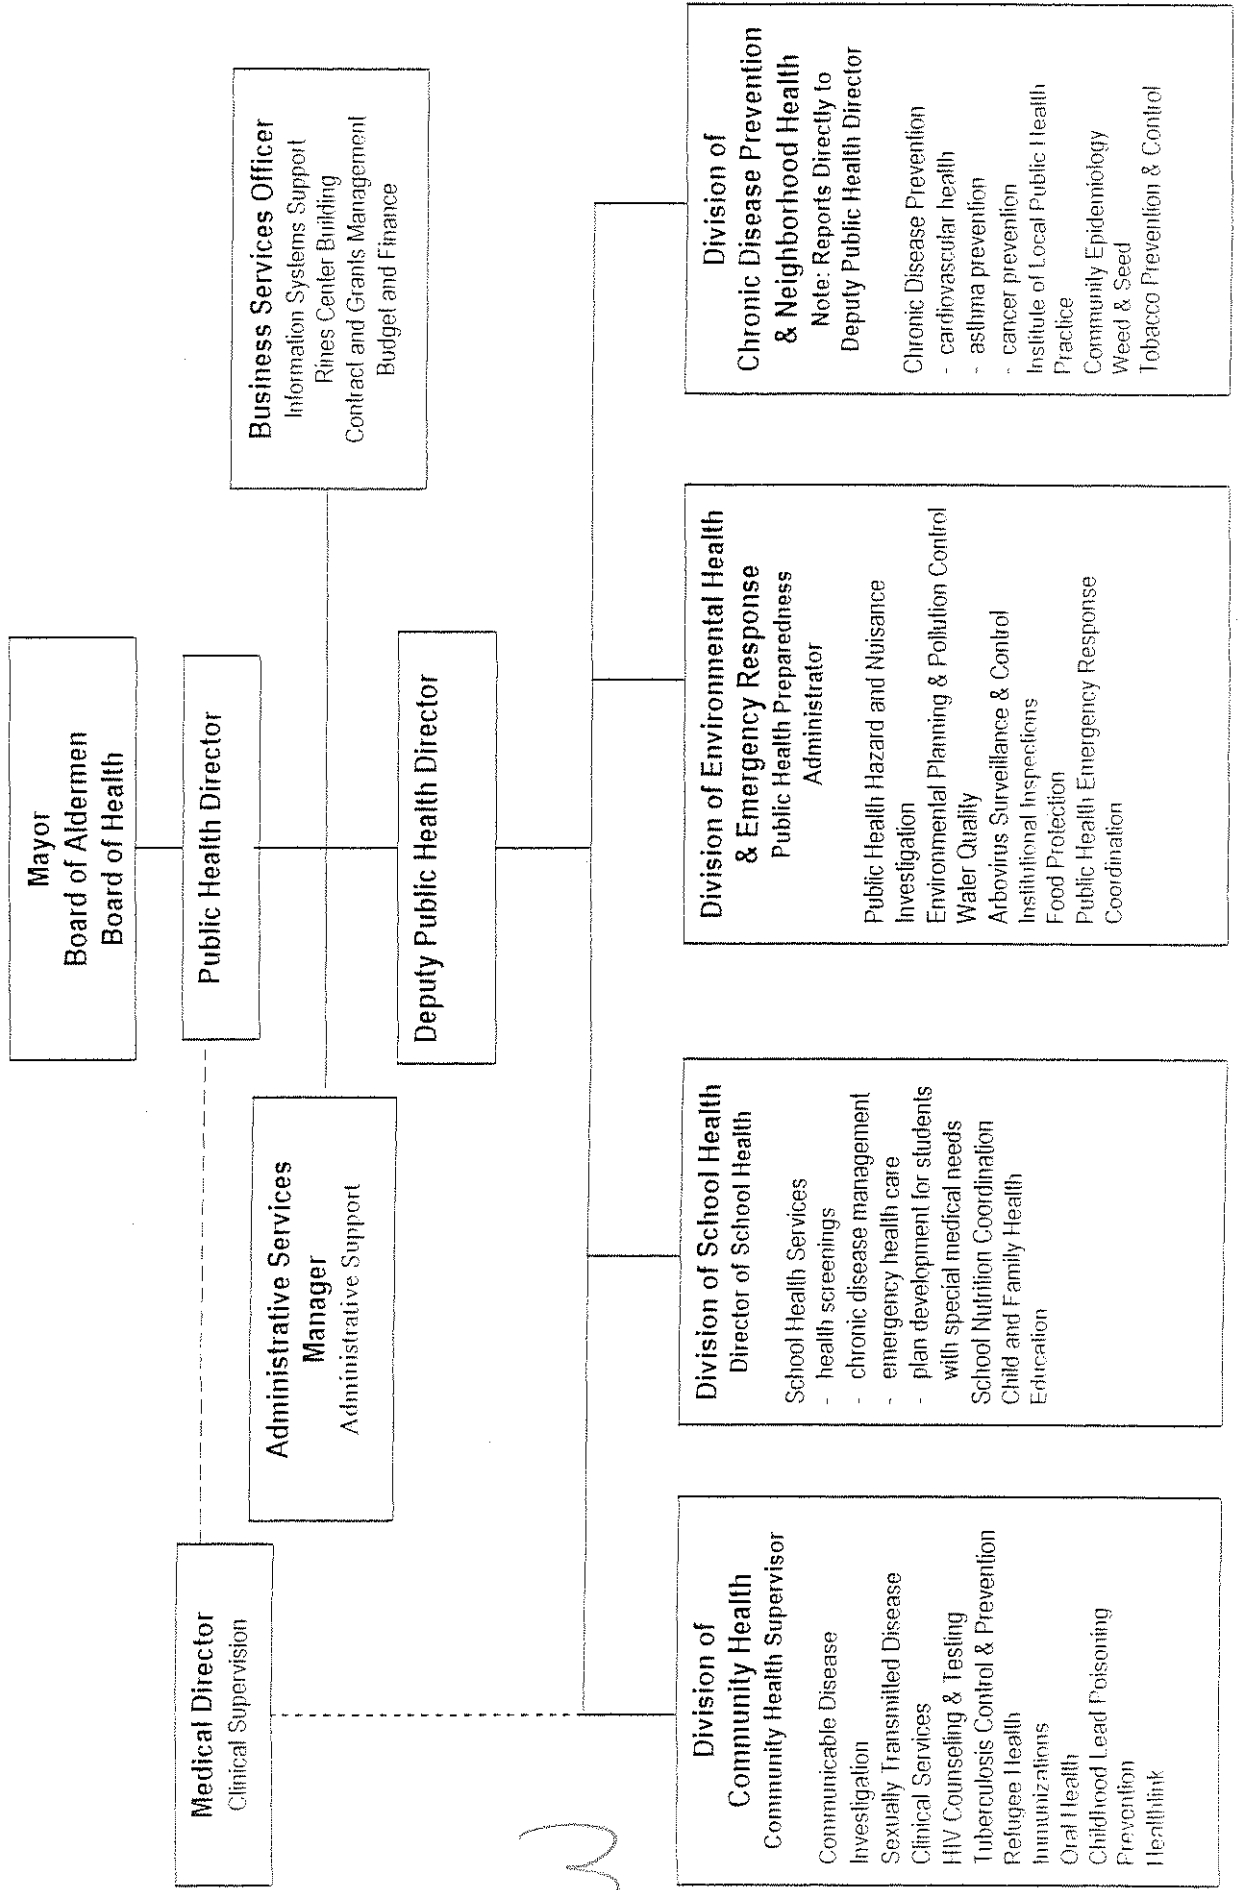 Mayor
Board of Aldermen
Board of Health
Public Health Director
Medical Director
Clinical Supervision
Administrative Services
Manager
Administrative Support
Business Services Officer
Information Systems Support
Rines Center Building
Contract and Grants Management
Budget and Finance
Deputy Public Health Director
Division of
Community Health
Community Health Supervisor
Communicable Disease
Investigation
Sexually Transmitted Disease
Clinical Services
HIV Counseling & Testing
Tuberculosis Control & Prevention
Refugee Health
Immunizations
Oral Health
Childhood Lead Poisoning
Prevention
Healthlink
Division of School Health
Director of School Health
School Health Services
- health screenings
- chronic disease management
- emergency health care
- plan development for students
with special medical needs
School Nutrition Coordination
Child and Family Health
Education
Division of Environmental Health
& Emergency Response
Public Health Preparedness
Administrator
Public Health Hazard and Nuisance
Investigation
Environmental Planning & Pollution Control
Water Quality
Arbovirus Surveillance & Control
Institutional Inspections
Food Protection
Public Health Emergency Response
Coordination
Division of
Chronic Disease Prevention
& Neighborhood Health
Note: Reports Directly to
Deputy Public Health Director
Chronic Disease Prevention
- cardiovascular health
- asthma prevention
- cancer prevention
Institute of Local Public Health
Practice
Community Epidemiology
Weed & Seed
Tobacco Prevention & Control